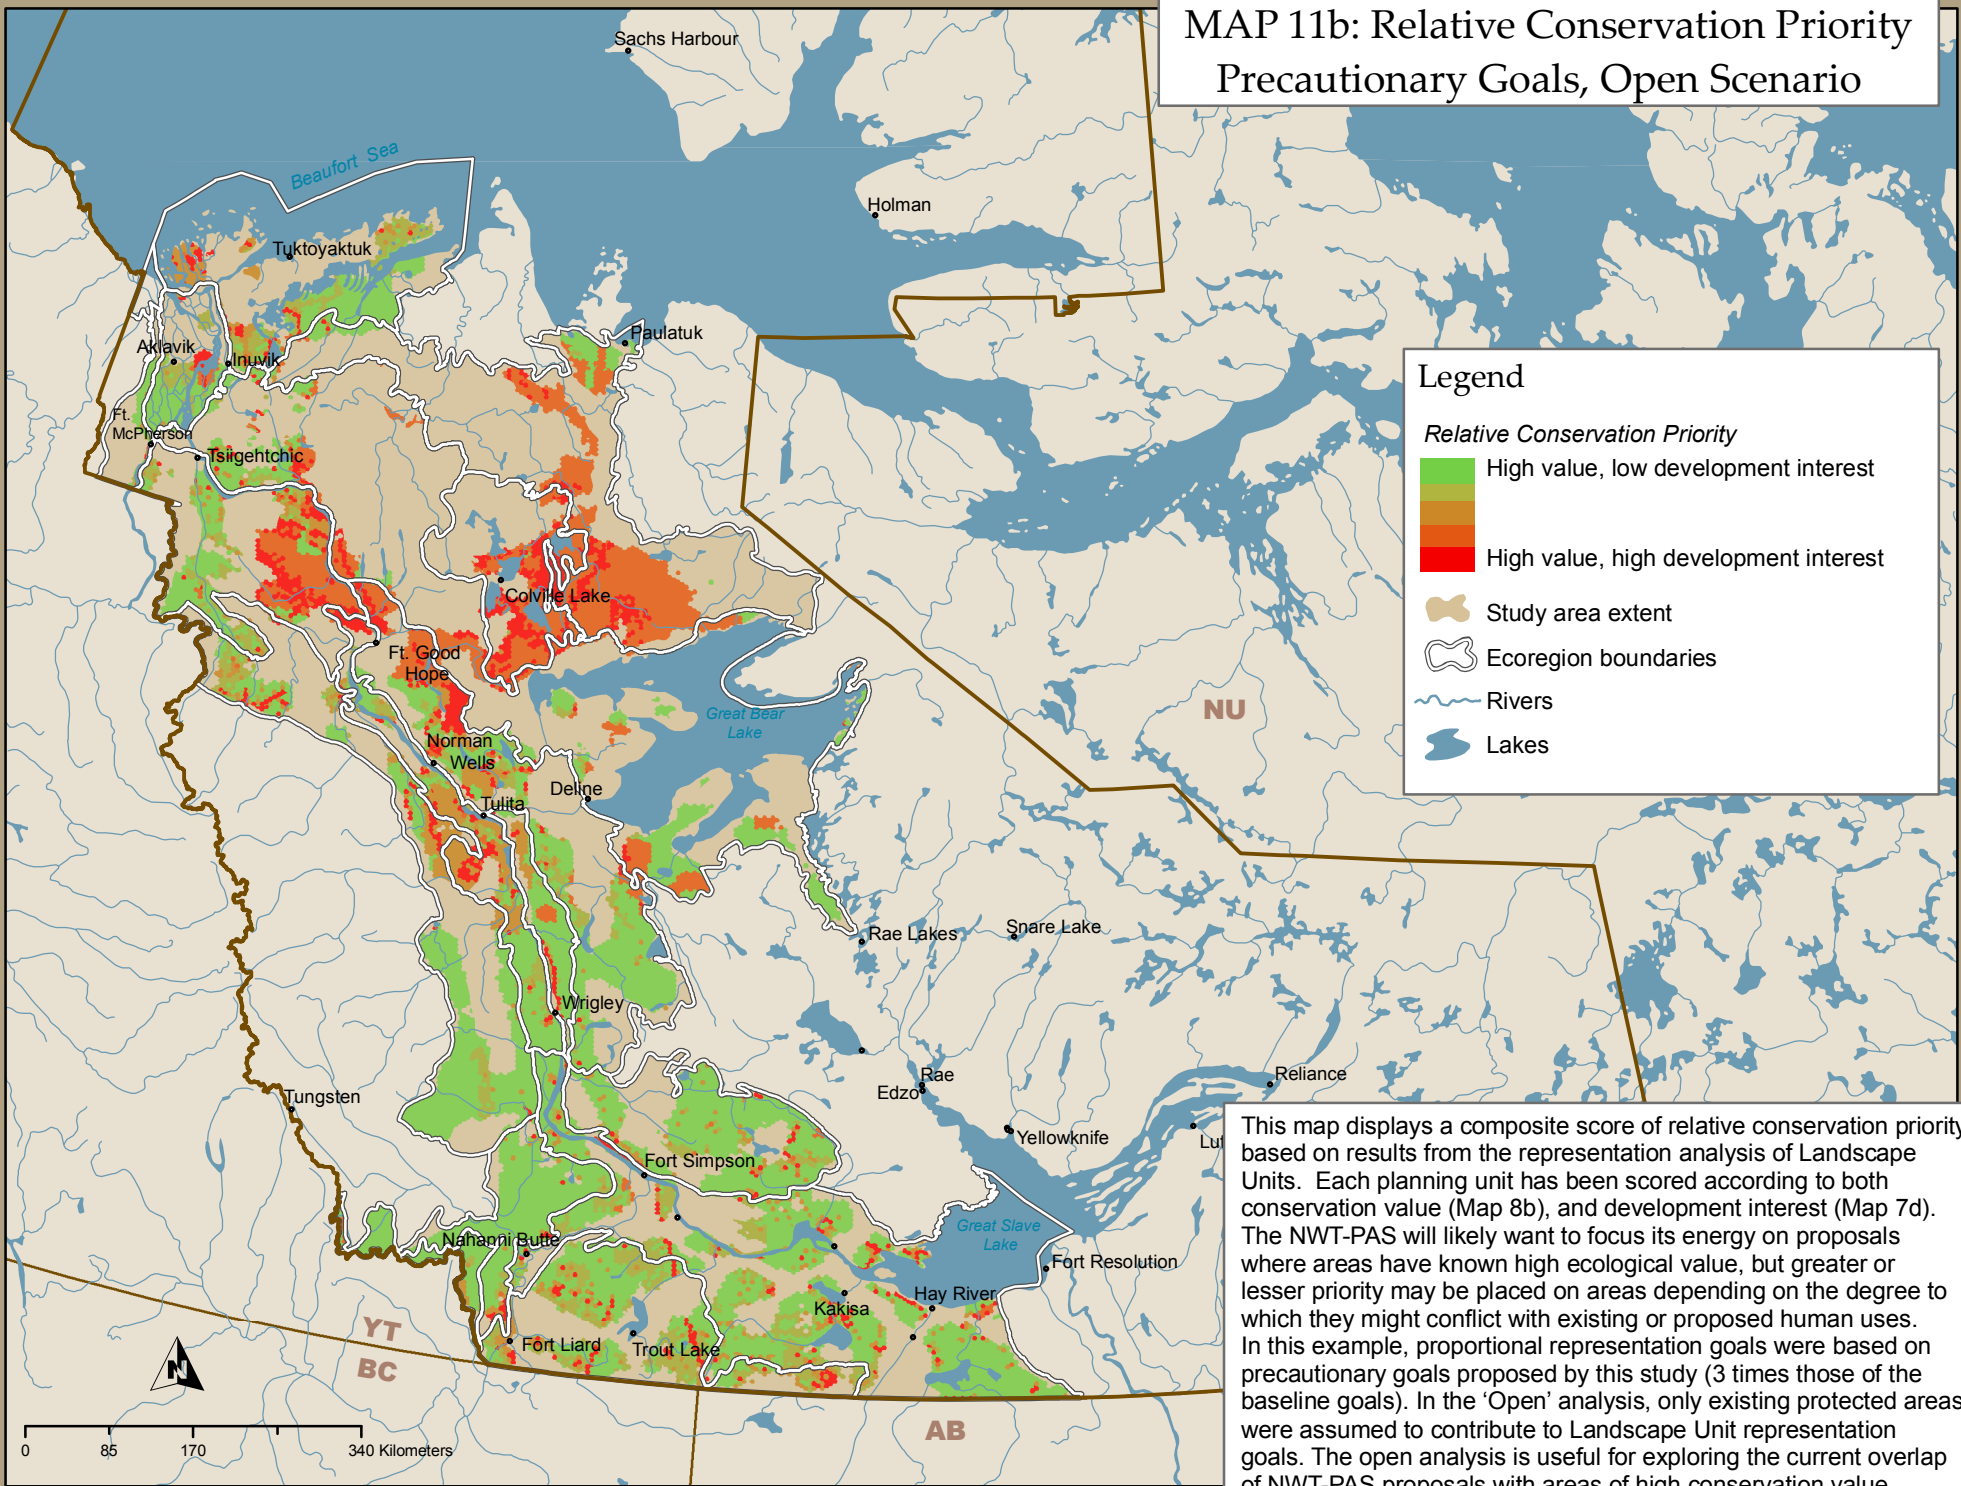 MAP 11b: Relative Conservation Priority
Precautionary Goals, Open Scenario
Sachs Harbour
Beaufort Sea
Holman
Tuktoyaktuk
Paulatuk
Aklavik
Inuvik
Ft.
McPherson
Tsiigehtchic
Colville Lake
Ft. Good
Hope
Great Bear
Lake
Norman
Wells
Deline
Tulita
NU
Rae Lakes
Snare Lake
Wrigley
Tungsten
Rae
Edzo
Reliance
Yellowknife
Fort Simpson
Great Slave
Lake
Nahanni Butte
Fort Resolution
Hay River
Kakisa
Fort Liard
Trout Lake
YT
BC
AB
N
0 85 170 340 Kilometers
Legend
Relative Conservation Priority
High value, low development interest
High value, high development interest
Study area extent
Ecoregion boundaries
Rivers
Lakes
This map displays a composite score of relative conservation priority
based on results from the representation analysis of Landscape
Units. Each planning unit has been scored according to both
conservation value (Map 8b), and development interest (Map 7d).
The NWT-PAS will likely want to focus its energy on proposals
where areas have known high ecological value, but greater or
lesser priority may be placed on areas depending on the degree to
which they might conflict with existing or proposed human uses.
In this example, proportional representation goals were based on
precautionary goals proposed by this study (3 times those of the
baseline goals). In the ‘Open’ analysis, only existing protected areas
were assumed to contribute to Landscape Unit representation
goals. The open analysis is useful for exploring the current overlap
of NWT-PAS proposals with areas of high conservation value